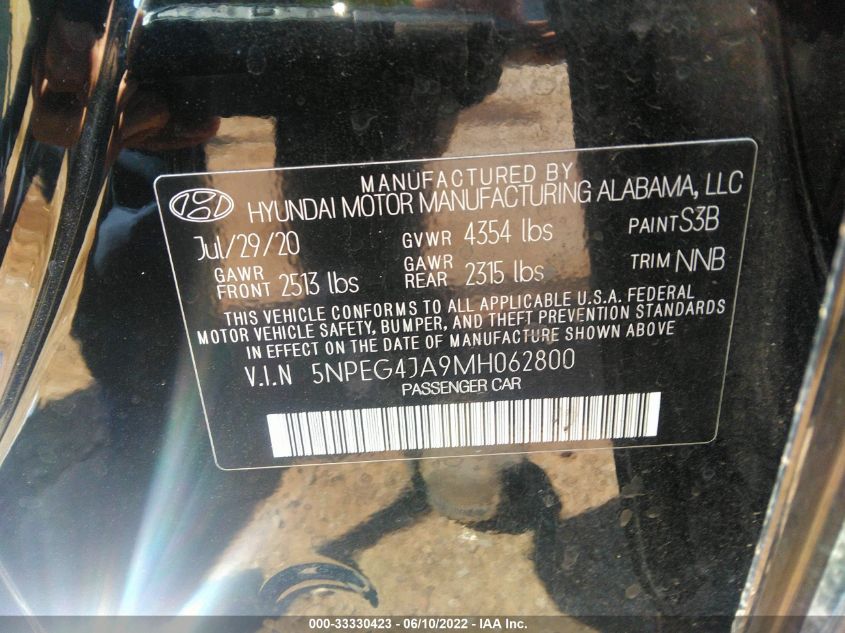 MANUFACTURED BY
HYUNDAI MOTOR MANUFACTURING ALABAMA, LLC
Jul/29/20 GVWR 4354 lbs PAINT S3B
GAWR FRONT 2513 lbs GAWR REAR 2315 lbs TRIM NNB
THIS VEHICLE CONFORMS TO ALL APPLICABLE U.S.A. FEDERAL
MOTOR VEHICLE SAFETY, BUMPER, AND THEFT PREVENTION STANDARDS
IN EFFECT ON THE DATE OF MANUFACTURE SHOWN ABOVE
V.I.N 5NPEG4JA9MH062800
PASSENGER CAR
000-33330423 - 06/10/2022 - IAA Inc.